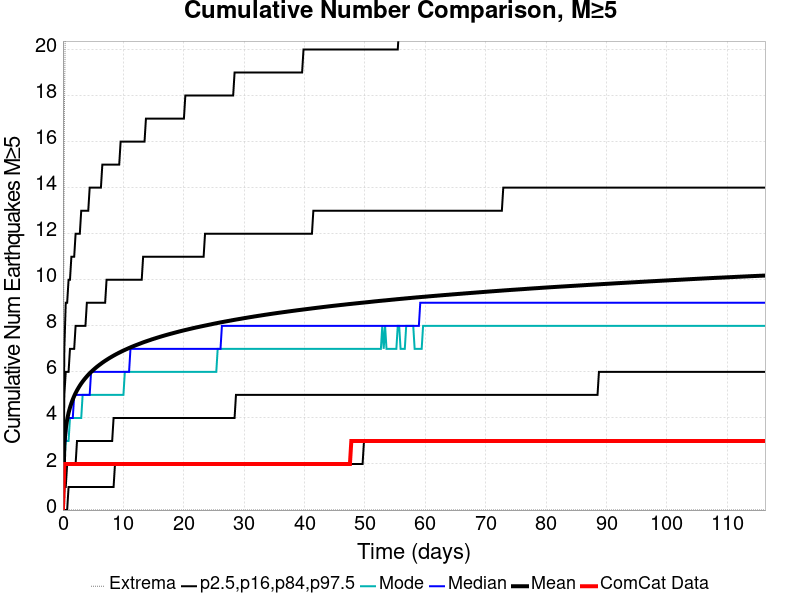 Cumulative Number Comparison, M≥5
Cumulative Num Earthquakes M≥5
20
18
16
14
12
10
8
6
4
2
0
0 10 20 30 40 50 60 70 80 90 100 110
Time (days)
Extrema p2.5,p16,p84,p97.5 Mode Median Mean ComCat Data